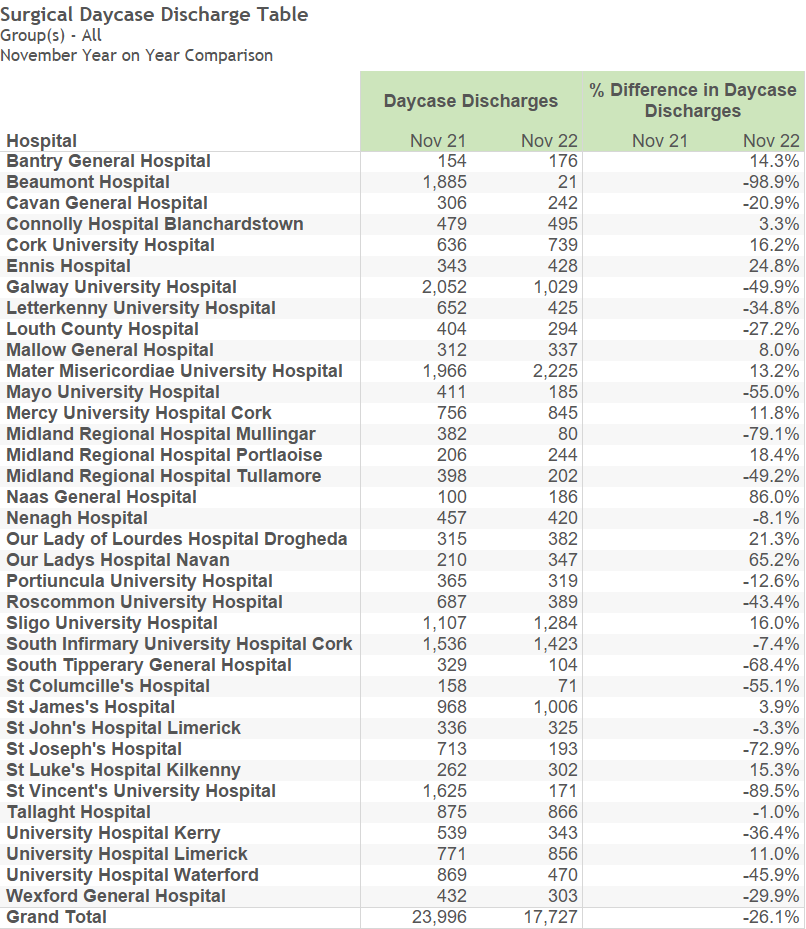 Surgical Daycase Discharge Table
Group(s) - All
November Year on Year Comparison
Daycase Discharges % Difference in Daycase Discharges
Hospital Nov 21 Nov 22 Nov 21 Nov 22
Bantry General Hospital 154 176 14.3%
Beaumont Hospital 1,885 21 -98.9%
Cavan General Hospital 306 242 -20.9%
Connolly Hospital Blanchardstown 479 495 3.3%
Cork University Hospital 636 739 16.2%
Ennis Hospital 343 428 24.8%
Galway University Hospital 2,052 1,029 -49.9%
Letterkenny University Hospital 652 425 -34.8%
Louth County Hospital 404 294 -27.2%
Mallow General Hospital 312 337 8.0%
Mater Misericordiae University Hospital 1,966 2,225 13.2%
Mayo University Hospital 411 185 -55.0%
Mercy University Hospital Cork 756 845 11.8%
Midland Regional Hospital Mullingar 382 80 -79.1%
Midland Regional Hospital Portlaoise 206 244 18.4%
Midland Regional Hospital Tullamore 398 202 -49.2%
Naas General Hospital 100 186 86.0%
Nenagh Hospital 457 420 -8.1%
Our Lady of Lourdes Hospital Drogheda 315 382 21.3%
Our Ladys Hospital Navan 210 347 65.2%
Portiuncula University Hospital 365 319 -12.6%
Roscommon University Hospital 687 389 -43.4%
Sligo University Hospital 1,107 1,284 16.0%
South Infirmary University Hospital Cork 1,536 1,423 -7.4%
South Tipperary General Hospital 329 104 -68.4%
St Columcille's Hospital 158 71 -55.1%
St James's Hospital 968 1,006 3.9%
St John's Hospital Limerick 336 325 -3.3%
St Joseph's Hospital 713 193 -72.9%
St Luke's Hospital Kilkenny 262 302 15.3%
St Vincent's University Hospital 1,625 171 -89.5%
Tallaght Hospital 875 866 -1.0%
University Hospital Kerry 539 343 -36.4%
University Hospital Limerick 771 856 11.0%
University Hospital Waterford 869 470 -45.9%
Wexford General Hospital 432 303 -29.9%
Grand Total 23,996 17,727 -26.1%